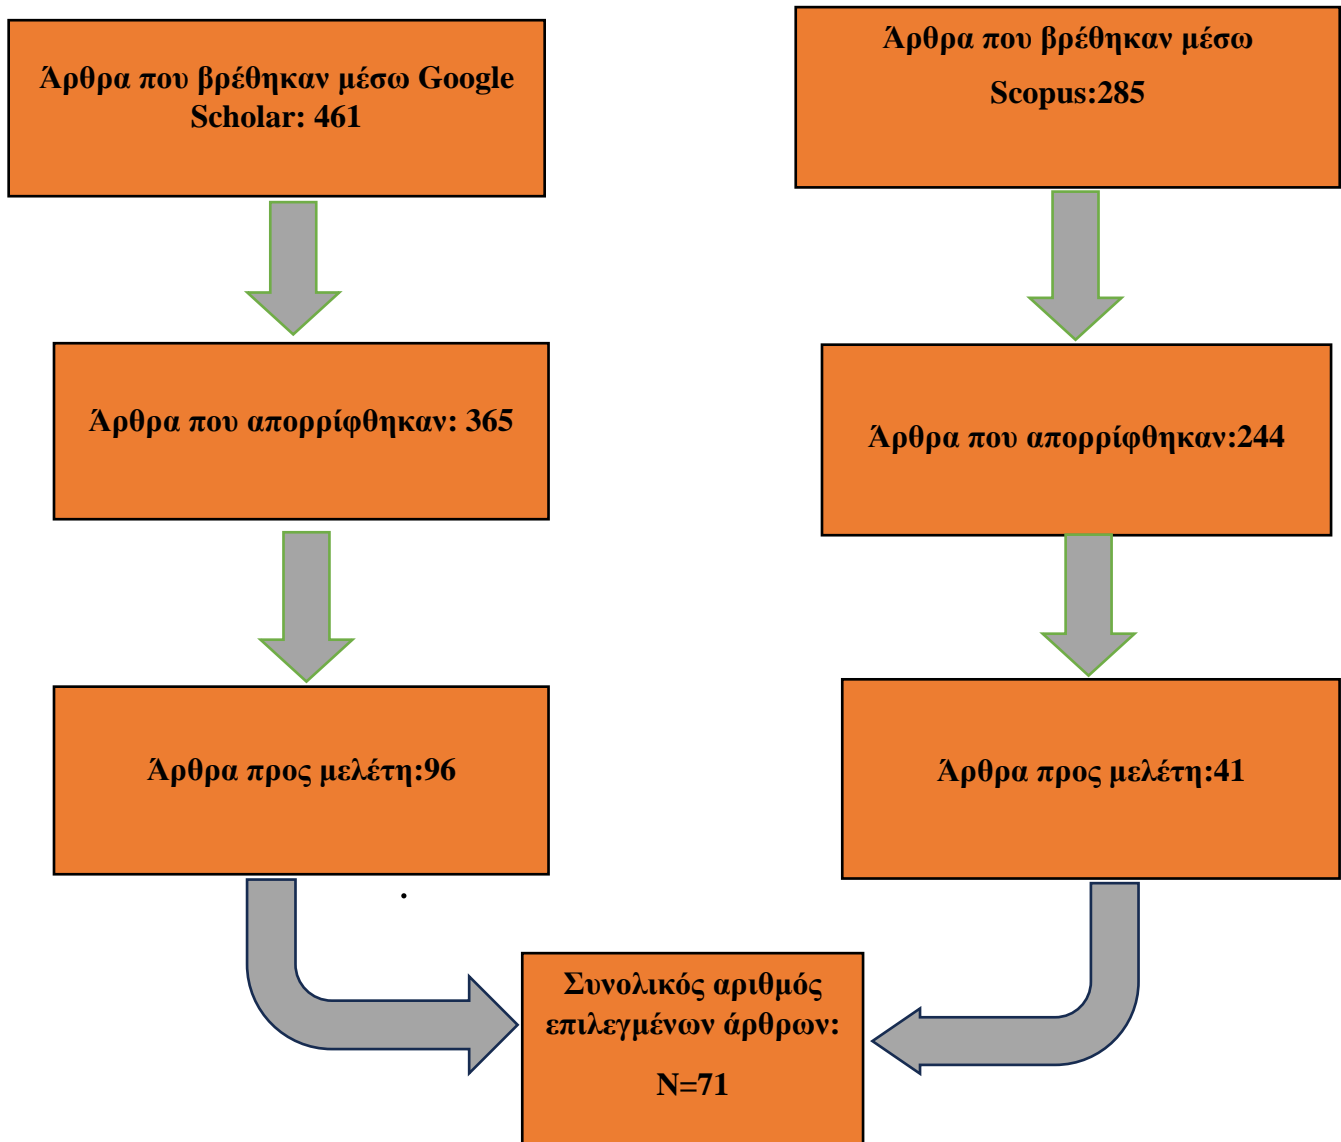 Άρθρα που βρέθηκαν μέσω Google
Scholar: 461
Άρθρα που βρέθηκαν μέσω
Scopus:285
Άρθρα που απορρίφθηκαν: 365
Άρθρα που απορρίφθηκαν:244
Άρθρα προς μελέτη:96
Άρθρα προς μελέτη:41
.
Συνολικός αριθμός
επιλεγμένων άρθρων:
N=71